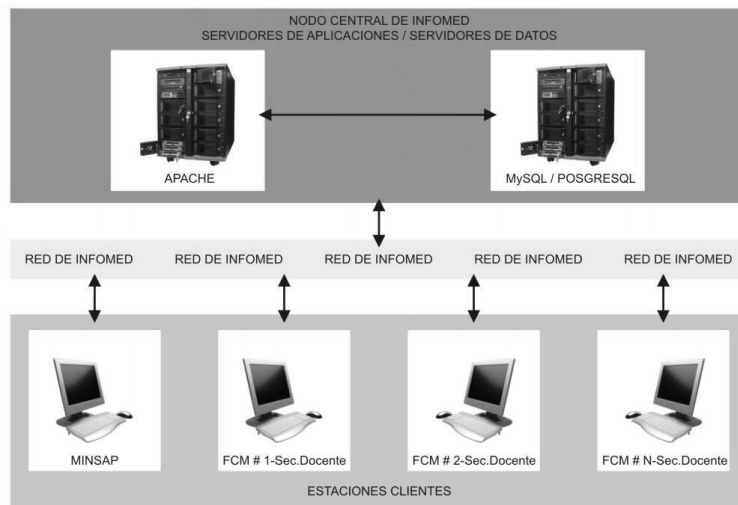 NODO CENTRAL DE INFOMED
SERVIDORES DE APLICACIONES / SERVIDORES DE DATOS
APACHE
MySQL / POSGRESQL
RED DE INFOMED
RED DE INFOMED
RED DE INFOMED
RED DE INFOMED
RED DE INFOMED
MINSAP
FCM # 1-Sec.Docente
FCM # 2-Sec.Docente
FCM # N-Sec.Docente
ESTACIONES CLIENTES